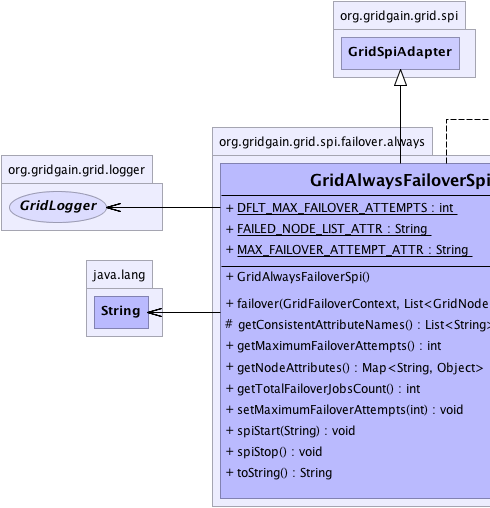 org.gridgain.grid.spi
GridSpiAdapter
org.gridgain.grid.spi.failover.always
org.gridgain.grid.logger
GridLogger
java.lang
String
GridAlwaysFailoverSpi
+ DFLT_MAX_FAILOVER_ATTEMPTS : int
+ FAILED_NODE_LIST_ATTR : String
+ MAX_FAILOVER_ATTEMPT_ATTR : String
+ GridAlwaysFailoverSpi()
+ failover(GridFailoverContext, List<GridNode
# getConsistentAttributeNames() : List<String>
+ getMaximumFailoverAttempts() : int
+ getNodeAttributes() : Map<String, Object>
+ getTotalFailoverJobsCount() : int
+ setMaximumFailoverAttempts(int) : void
+ spiStart(String) : void
+ spiStop() : void
+ toString() : String